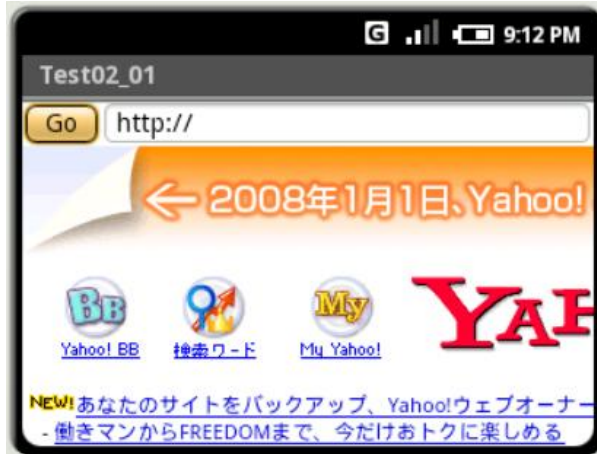 G 9:12 PM
Test02_01
Go http://
← 2008年1月1日、Yahoo!
BB My
YAH
Yahoo! BB 検索ワード My Yahoo!
NEW! あなたのサイトをバックアップ、Yahoo!ウェブオーナー
- 働きマンからFREEDOMまで、今だけおトクに楽しめる